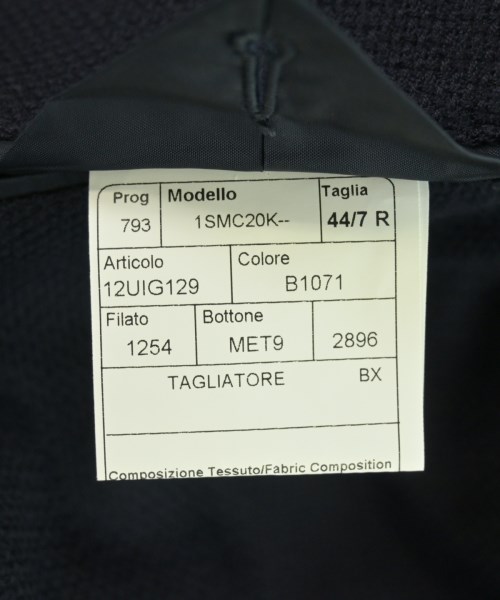 Prog Modello Taglia
793 1SMC20K-- 44/7 R
Articolo Colore
12UIG129 B1071
Filato Bottone
1254 MET9 2896
TAGLIATORE BX
Composizione Tessuto/Fabric Composition